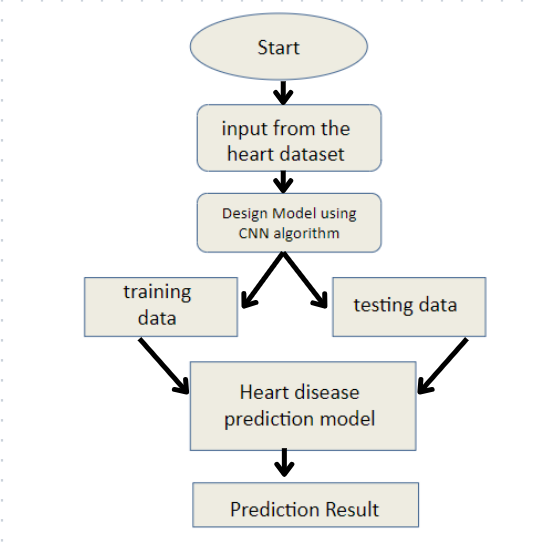 Start
input from the
heart dataset
Design Model using
CNN algorithm
training
data
testing data
Heart disease
prediction model
Prediction Result